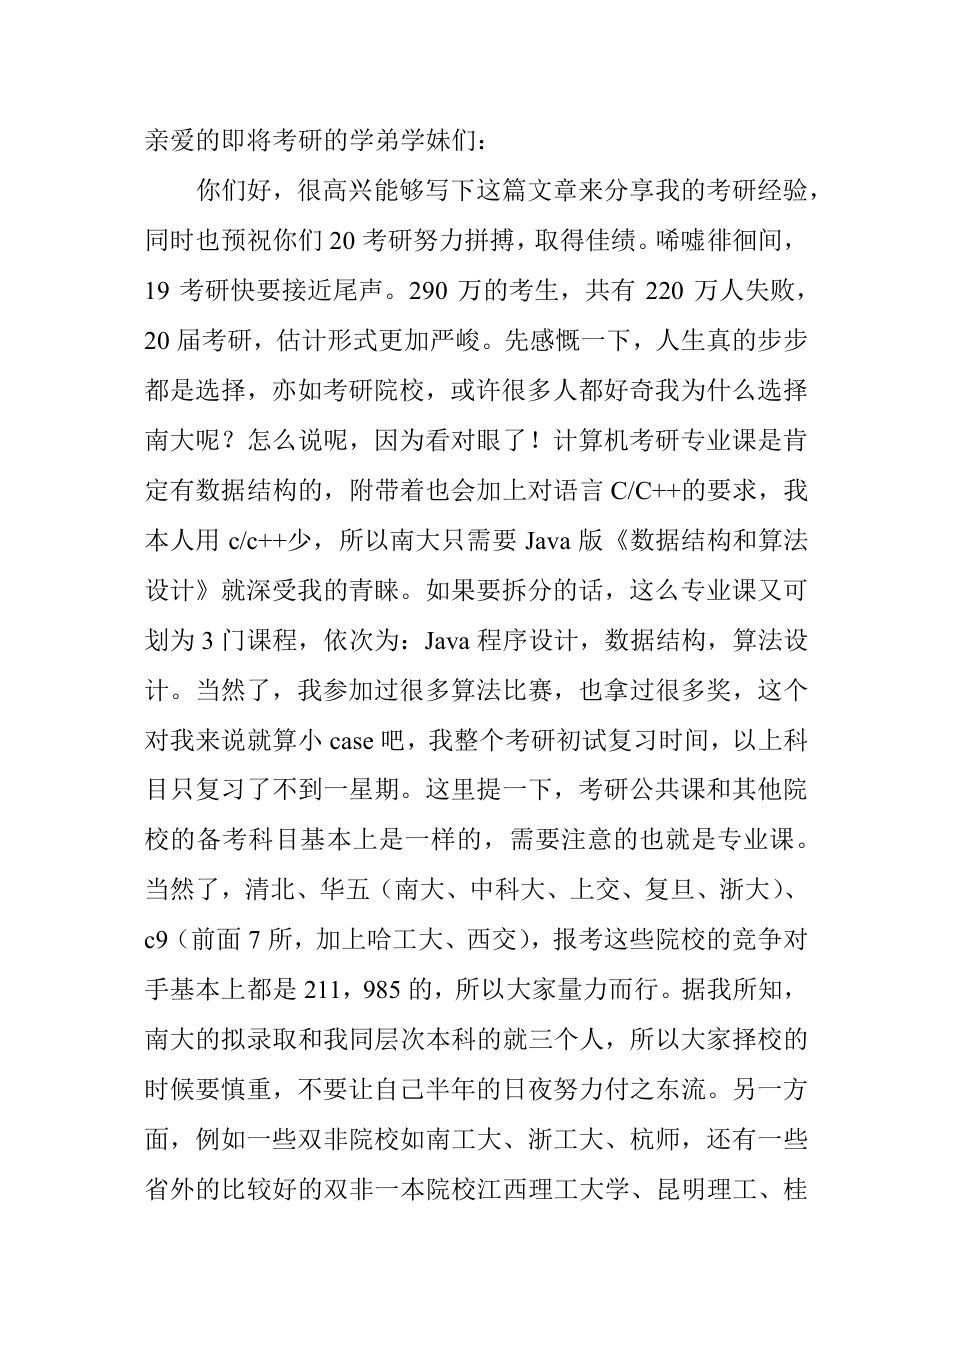 亲爱的即将考研的学弟学妹们：
你们好，很高兴能够写下这篇文章来分享我的考研经验，
同时也预祝你们 20 考研努力拼搏，取得佳绩。唏嘘徘徊间，
19 考研快要接近尾声。290 万的考生，共有 220 万人失败，
20 届考研，估计形式更加严峻。先感慨一下，人生真的步步
都是选择，亦如考研院校，或许很多人都好奇我为什么选择
南大呢？怎么说呢，因为看对眼了！计算机考研专业课是肯
定有数据结构的，附带着也会加上对语言 C/C++的要求，我
本人用 c/c++少，所以南大只需要 Java 版《数据结构和算法
设计》就深受我的青睐。如果要拆分的话，这么专业课又可
划为 3 门课程，依次为：Java 程序设计，数据结构，算法设
计。当然了，我参加过很多算法比赛，也拿过很多奖，这个
对我来说就算小 case 吧，我整个考研初试复习时间，以上科
目只复习了不到一星期。这里提一下，考研公共课和其他院
校的备考科目基本上是一样的，需要注意的也就是专业课。
当然了，清北、华五（南大、中科大、上交、复旦、浙大）、
c9（前面 7 所，加上哈工大、西交），报考这些院校的竞争对
手基本上都是 211，985 的，所以大家量力而行。据我所知，
南大的拟录取和我同层次本科的就三个人，所以大家择校的
时候要慎重，不要让自己半年的日夜努力付之东流。另一方
面，例如一些双非院校如南工大、浙工大、杭师，还有一些
省外的比较好的双非一本院校江西理工大学、昆明理工、桂